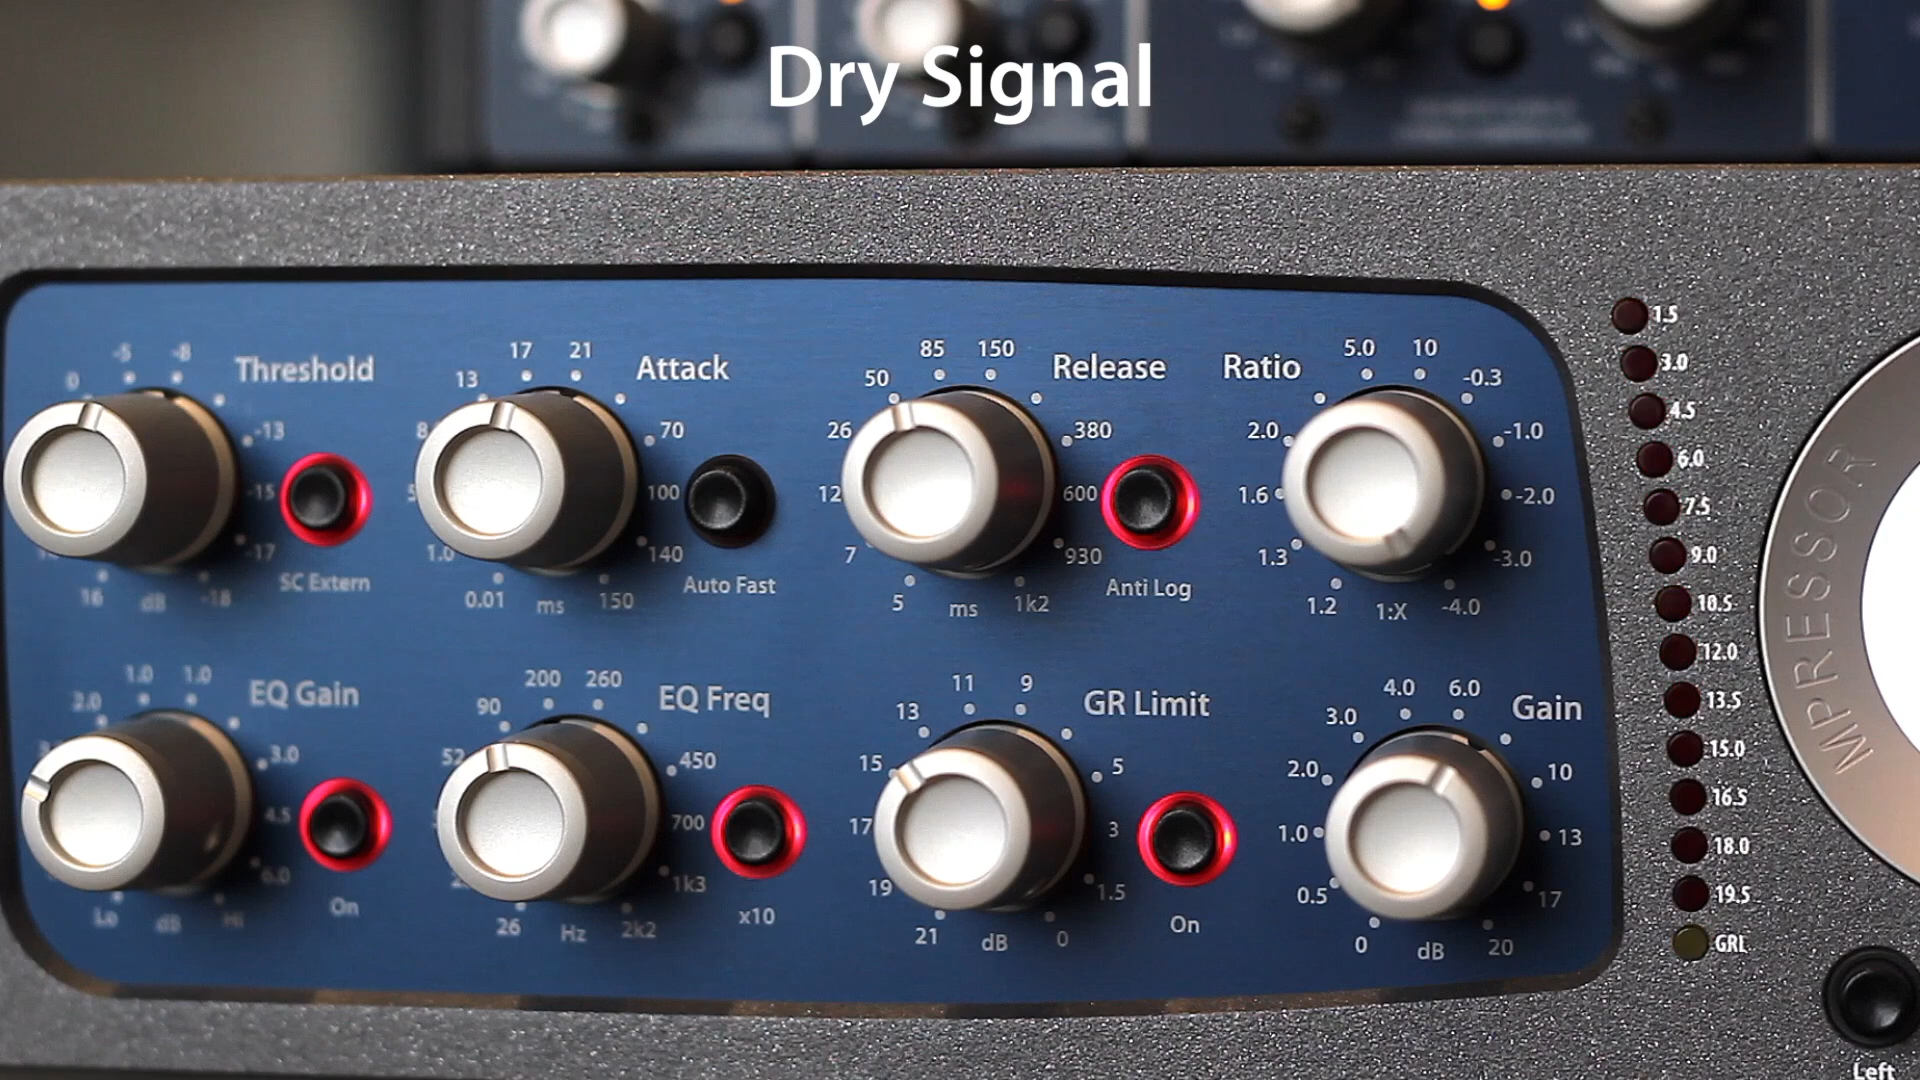 Dry Signal
-5 -8
0
Threshold
-13
-15
-17
16 dB -18
SC Extern
17 21
13
Attack
8
70
5
100
1.0
140
0.01 ms 150
Auto Fast
85 150
50
Release
26
380
12
600
7
930
5 ms 1k2
Anti Log
Ratio
5.0 10
-0.3
2.0
-1.0
1.6
-2.0
1.3
-3.0
1.2 1:X -4.0
1.0 1.0
2.0
EQ Gain
3.0
4.5
6.0
Lo dB Hi
On
200 260
90
EQ Freq
52
450
700
1k3
26 Hz 2k2
x10
11 9
13
GR Limit
15
5
17
3
19
1.5
21 dB 0
On
4.0 6.0
3.0
Gain
2.0
10
1.0
13
0.5
17
0 dB 20
1.5
3.0
4.5
6.0
7.5
9.0
10.5
12.0
13.5
15.0
16.5
18.0
19.5
GRL
MPRESSOR
Left